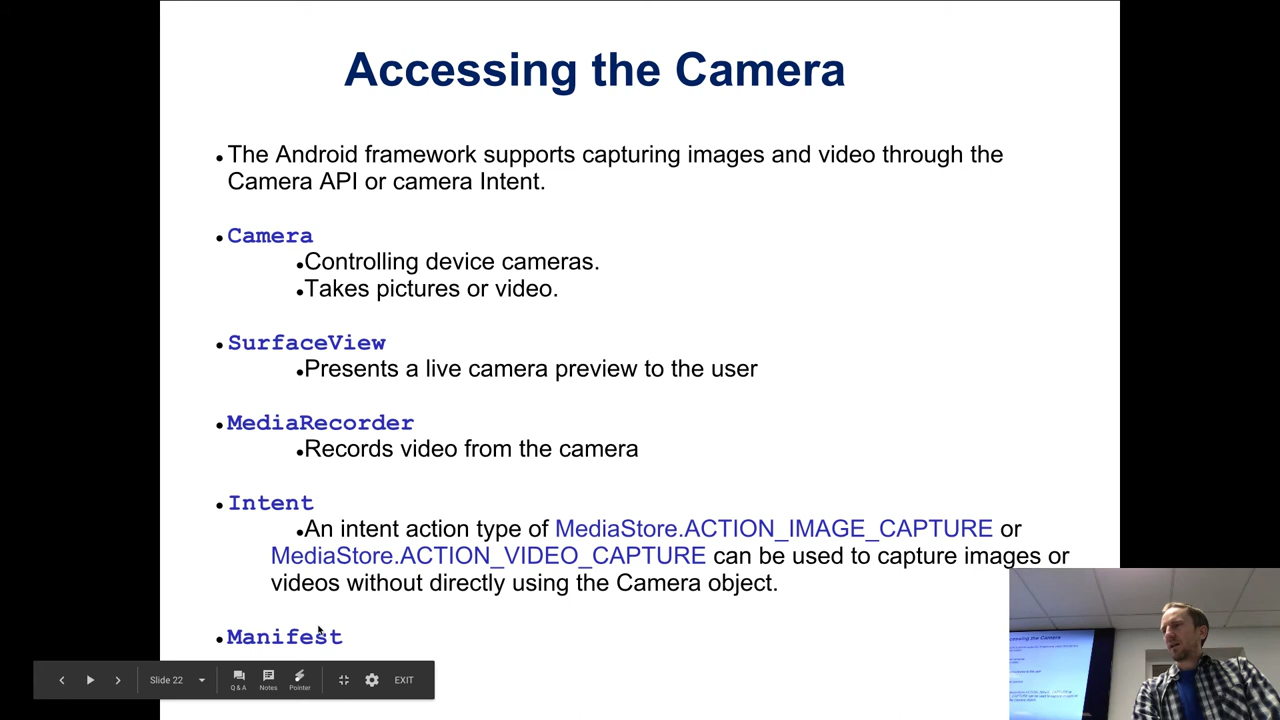 Accessing the Camera
The Android framework supports capturing images and video through the
Camera API or camera Intent.
Camera
Controlling device cameras.
Takes pictures or video.
SurfaceView
Presents a live camera preview to the user
MediaRecorder
Records video from the camera
Intent
An intent action type of MediaStore.ACTION_IMAGE_CAPTURE or
MediaStore.ACTION_VIDEO_CAPTURE can be used to capture images or
videos without directly using the Camera object.
Manifest
Slide 22
Q & A
Notes
Pointer
EXIT